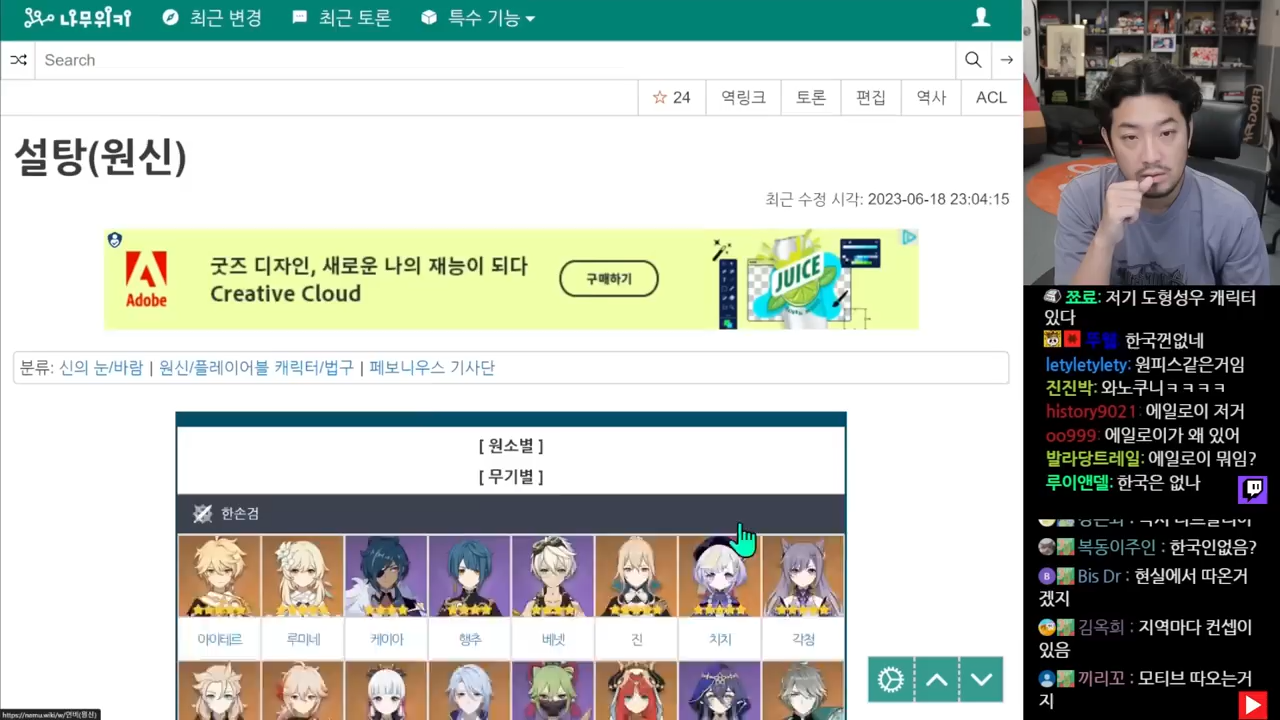 나무위키 최근 변경 최근 토론 특수 기능
Search
24 역링크 토론 편집 역사 ACL
설탕(원신)
최근 수정 시각: 2023-06-18 23:04:15
Adobe
굿즈 디자인, 새로운 나의 재능이 되다
Creative Cloud
구매하기
JUICE
분류: 신의 눈/바람 | 원신/플레이어블 캐릭터/법구 | 페보니우스 기사단
[ 원소별 ]
[ 무기별 ]
한손검
아이테르 루미네 케이아 행추 베넷 진 치치 각청
쪼료: 저기 도형성우 캐릭터
있다
뚜웰 한국껀없네
letyletylety: 원피스같은거임
진진박: 와노쿠니ㅋㅋㅋㅋ
history9021: 에일로이 저거
oo999: 에일로이가 왜 있어
발라당트레일: 에일로이 뭐임?
루이앤델: 한국은 없나
복동이주인 : 한국인없음?
Bis Dr : 현실에서 따온거
겠지
김옥희 : 지역마다 컨셉이
있음
끼리꼬 : 모티브 따오는거
지